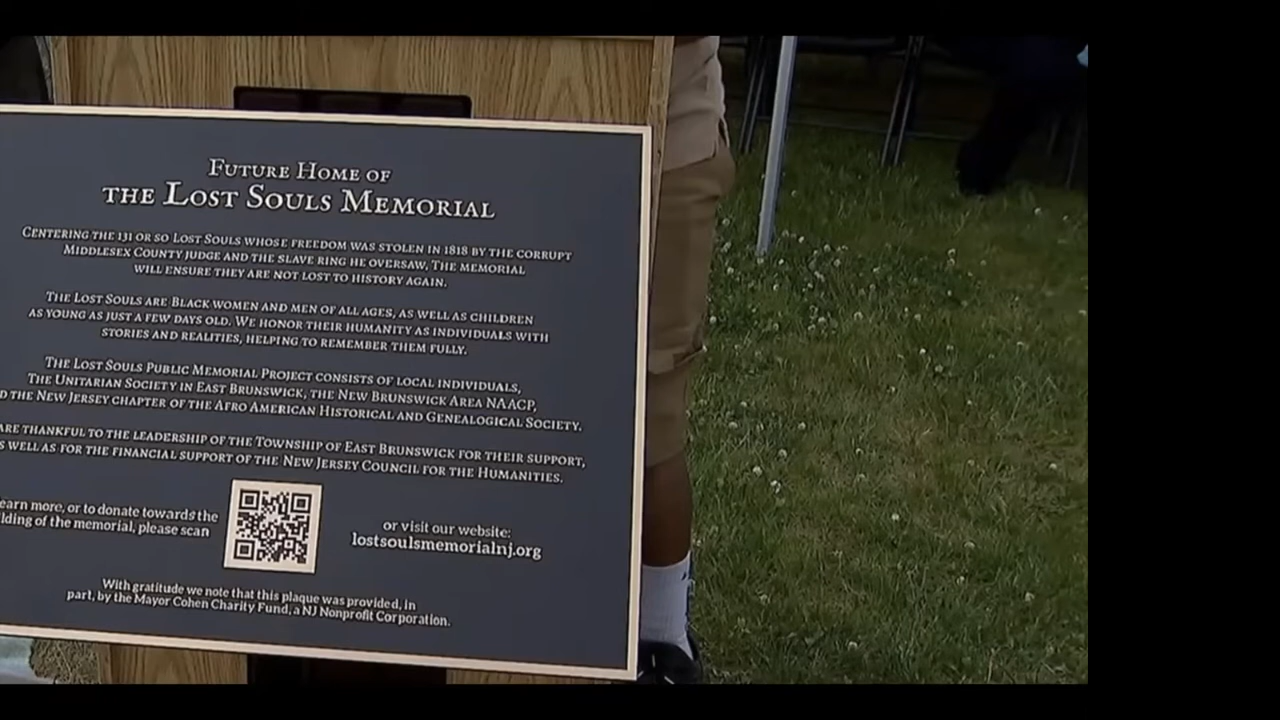 FUTURE HOME OF
THE LOST SOULS MEMORIAL
CENTERING THE 131 OR SO LOST SOULS WHOSE FREEDOM WAS STOLEN IN 1818 BY THE CORRUPT
MIDDLESEX COUNTY JUDGE AND THE SLAVE RING HE OVERSAW, THE MEMORIAL
WILL ENSURE THEY ARE NOT LOST TO HISTORY AGAIN.
THE LOST SOULS ARE BLACK WOMEN AND MEN OF ALL AGES, AS WELL AS CHILDREN
AS YOUNG AS JUST A FEW DAYS OLD. WE HONOR THEIR HUMANITY AS INDIVIDUALS WITH
STORIES AND REALITIES, HELPING TO REMEMBER THEM FULLY.
THE LOST SOULS PUBLIC MEMORIAL PROJECT CONSISTS OF LOCAL INDIVIDUALS,
THE UNITARIAN SOCIETY IN EAST BRUNSWICK, THE NEW BRUNSWICK AREA NAACP,
D THE NEW JERSEY CHAPTER OF THE AFRO AMERICAN HISTORICAL AND GENEALOGICAL SOCIETY.
ARE THANKFUL TO THE LEADERSHIP OF THE TOWNSHIP OF EAST BRUNSWICK FOR THEIR SUPPORT,
S WELL AS FOR THE FINANCIAL SUPPORT OF THE NEW JERSEY COUNCIL FOR THE HUMANITIES.
earn more, or to donate towards the
lding of the memorial, please scan
or visit our website:
lostsoulsmemorialnj.org
With gratitude we note that this plaque was provided, in
part, by the Mayor Cohen Charity Fund, a NJ Nonprofit Corporation.